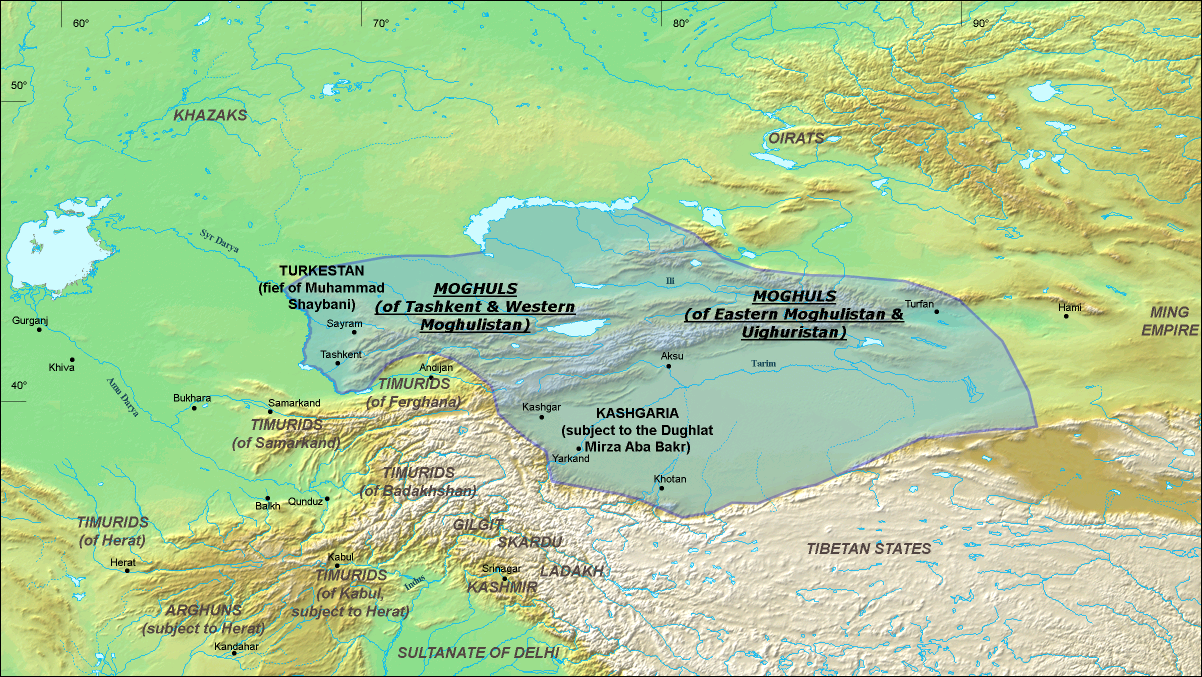 60°
70°
80°
90°
50°
KHAZAKS
OIRATS
Syr Darya
TURKESTAN
(fief of Muhammad
Shaybani)
MOGHULS
(of Tashkent & Western
Moghulistan)
Ili
MOGHULS
(of Eastern Moghulistan &
Uighuristan)
Turfan
Hami
MING
EMPIRE
Gurganj
Sayram
Khiva
Tashkent
Aksu
Tarim
40°
Amu Darya
Andijan
TIMURIDS
(of Ferghana)
Bukhara
Samarkand
TIMURIDS
(of Samarkand)
Kashgar
KASHGARIA
(subject to the Dughlat
Mirza Aba Bakr)
Yarkand
TIMURIDS
(of Badakhshan)
Khotan
Balkh
Qunduz
TIMURIDS
(of Herat)
GILGIT
SKARDU
TIBETAN STATES
Herat
Kabul
TIMURIDS
(of Kabul,
subject to Herat)
Indus
Srinagar
LADAKH
KASHMIR
ARGHUNS
(subject to Herat)
Kandahar
SULTANATE OF DELHI